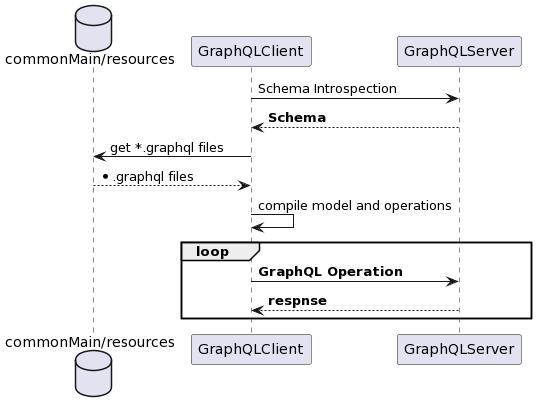 commonMain/resources
GraphQLClient
GraphQLServer
Schema Introspection
Schema
get *.graphql files
• .graphql files
compile model and operations
loop
GraphQL Operation
respnse
commonMain/resources
GraphQLClient
GraphQLServer